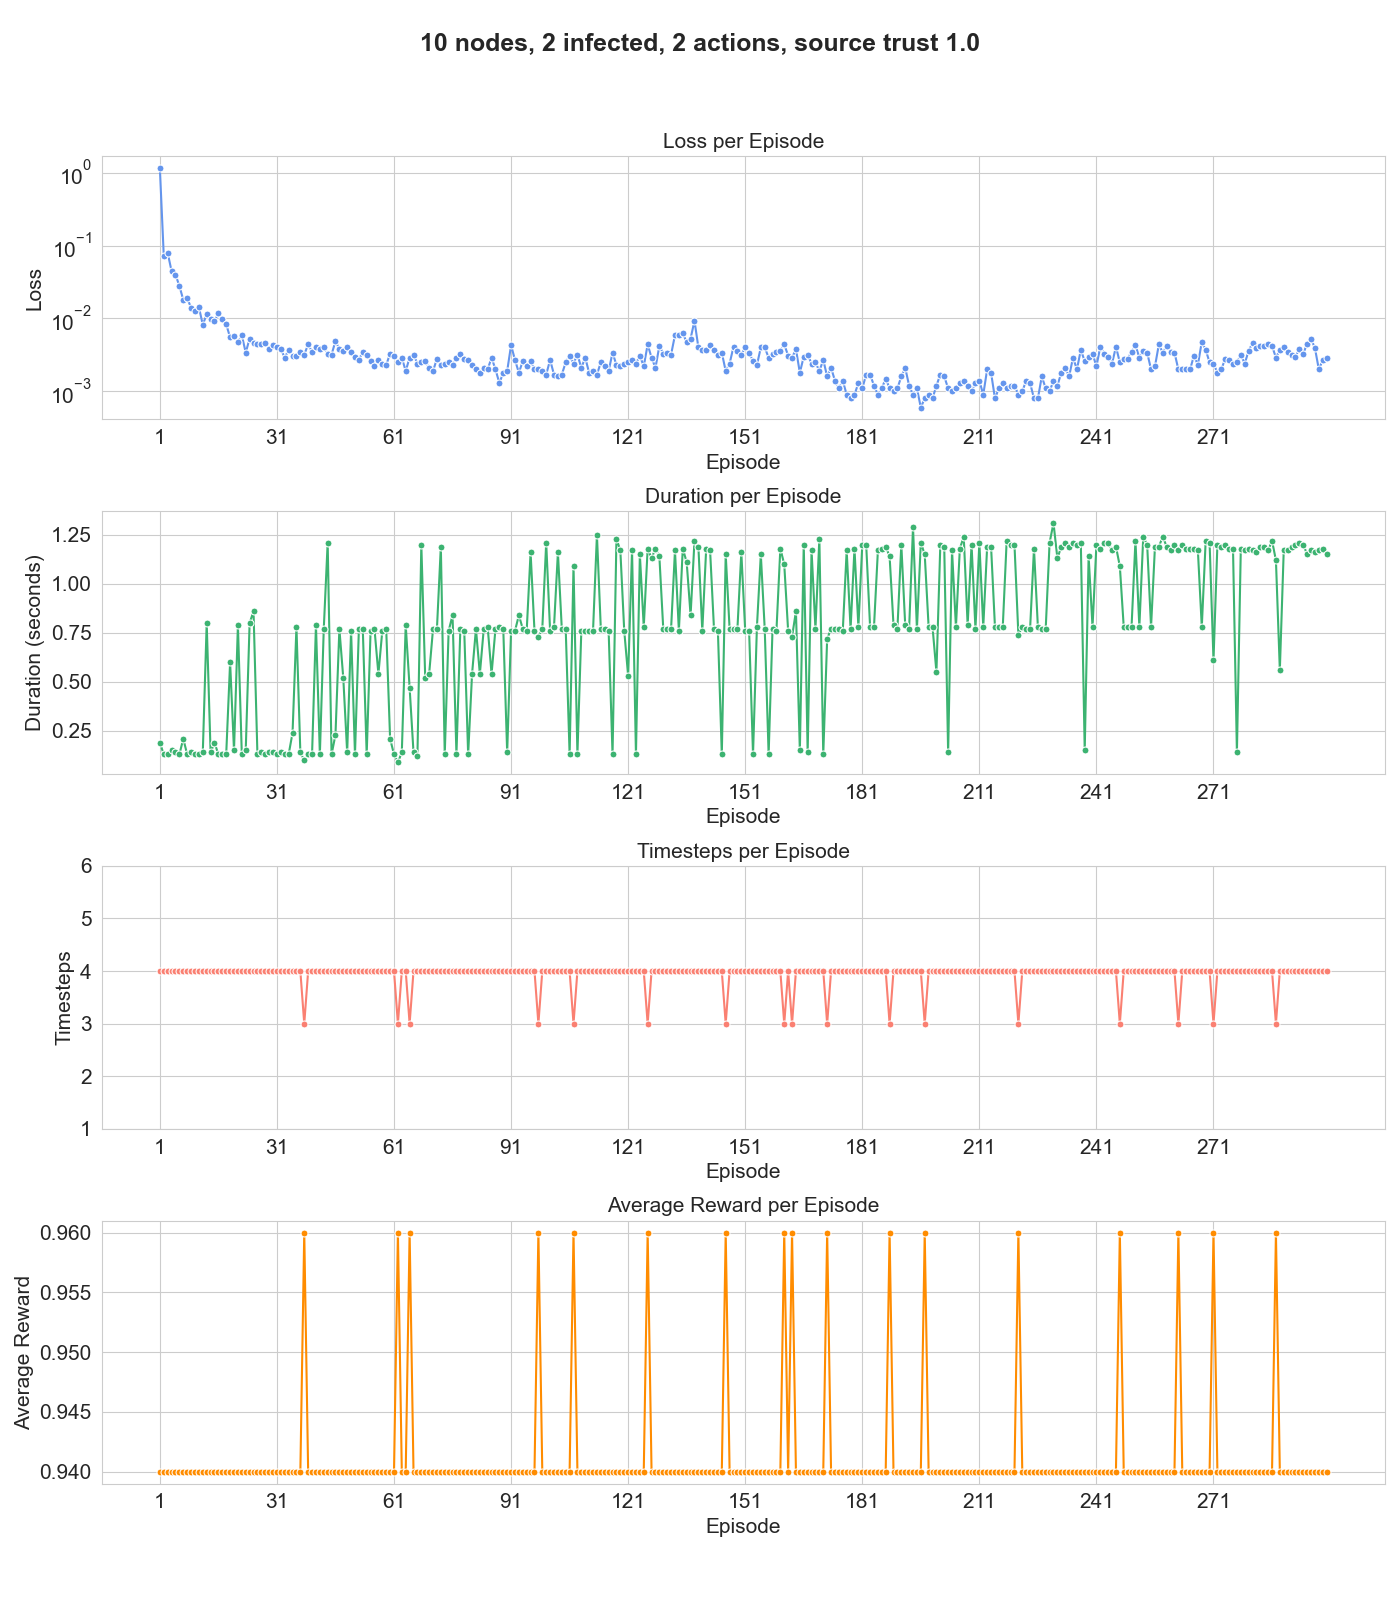 10 nodes, 2 infected, 2 actions, source trust 1.0
Loss per Episode
10^0
10^−1
10^−2
10^−3
Loss
1 31 61 91 121 151 181 211 241 271
Episode
Duration per Episode
1.25
1.00
0.75
0.50
0.25
Duration (seconds)
1 31 61 91 121 151 181 211 241 271
Episode
Timesteps per Episode
6
5
4
3
2
1
Timesteps
1 31 61 91 121 151 181 211 241 271
Episode
Average Reward per Episode
0.960
0.955
0.950
0.945
0.940
Average Reward
1 31 61 91 121 151 181 211 241 271
Episode